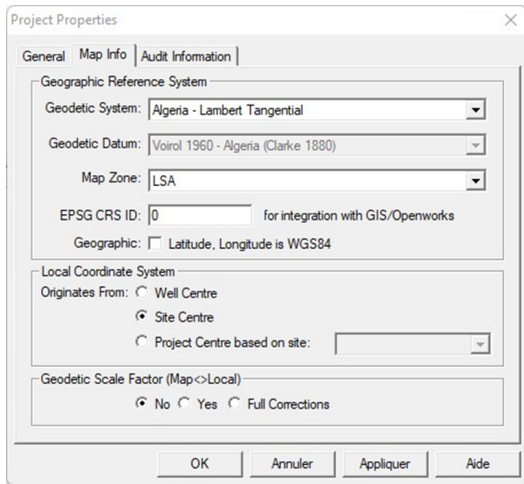 Project Properties
General Map Info Audit Information
Geographic Reference System
Geodetic System: Algeria - Lambert Tangential
Geodetic Datum: Voirol 1960 - Algeria (Clarke 1880)
Map Zone: LSA
EPSG CRS ID: 0 for integration with GIS/Openworks
Geographic: Latitude, Longitude is WGS84
Local Coordinate System
Originates From: Well Centre
Site Centre
Project Centre based on site:
Geodetic Scale Factor (Map<>Local)
No Yes Full Corrections
OK Annuler Appliquer Aide